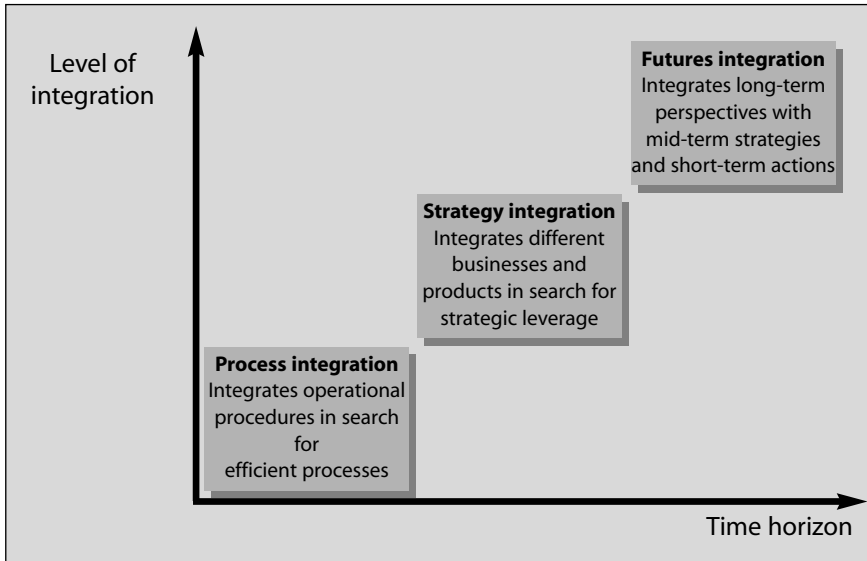 Level of
integration
Futures integration
Integrates long-term
perspectives with
mid-term strategies
and short-term actions
Strategy integration
Integrates different
businesses and
products in search for
strategic leverage
Process integration
Integrates operational
procedures in search
for
efficient processes
Time horizon